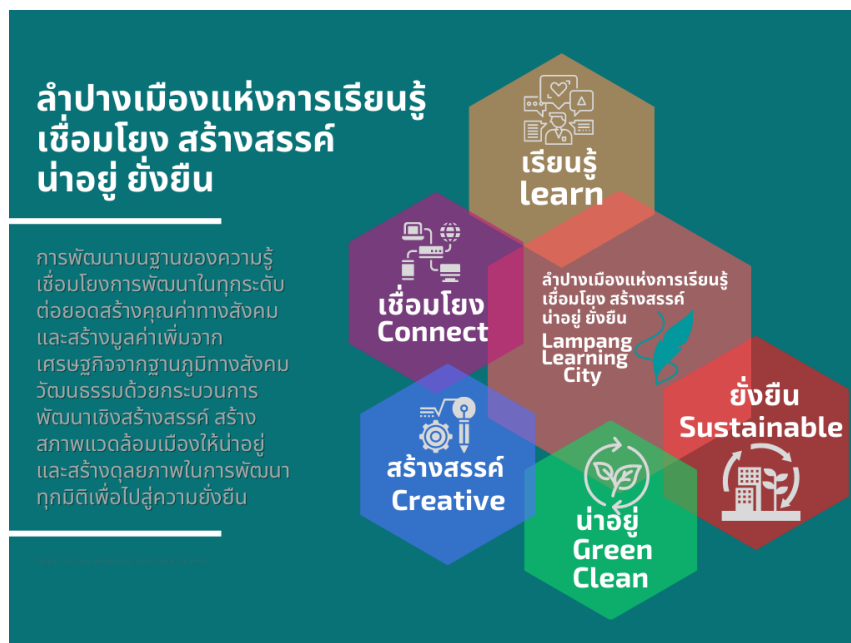 ลำปางเมืองแห่งการเรียนรู้
เชื่อมโยง สร้างสรรค์
น่าอยู่ ยั่งยืน
การพัฒนาบนฐานของความรู้
เชื่อมโยงการพัฒนาในทุกระดับ
ต่อยอดสร้างคุณค่าทางสังคม
และสร้างมูลค่าเพิ่มจาก
เศรษฐกิจจากฐานภูมิทางสังคม
วัฒนธรรมด้วยกระบวนการ
พัฒนาเชิงสร้างสรรค์ สร้าง
สภาพแวดล้อมเมืองให้น่าอยู่
และสร้างดุลยภาพในการพัฒนา
ทุกมิติเพื่อไปสู่ความยั่งยืน
เรียนรู้
learn
เชื่อมโยง
Connect
ลำปางเมืองแห่งการเรียนรู้
เชื่อมโยง สร้างสรรค์
น่าอยู่ ยั่งยืน
Lampang
Learning
City
ยั่งยืน
Sustainable
สร้างสรรค์
Creative
น่าอยู่
Green
Clean